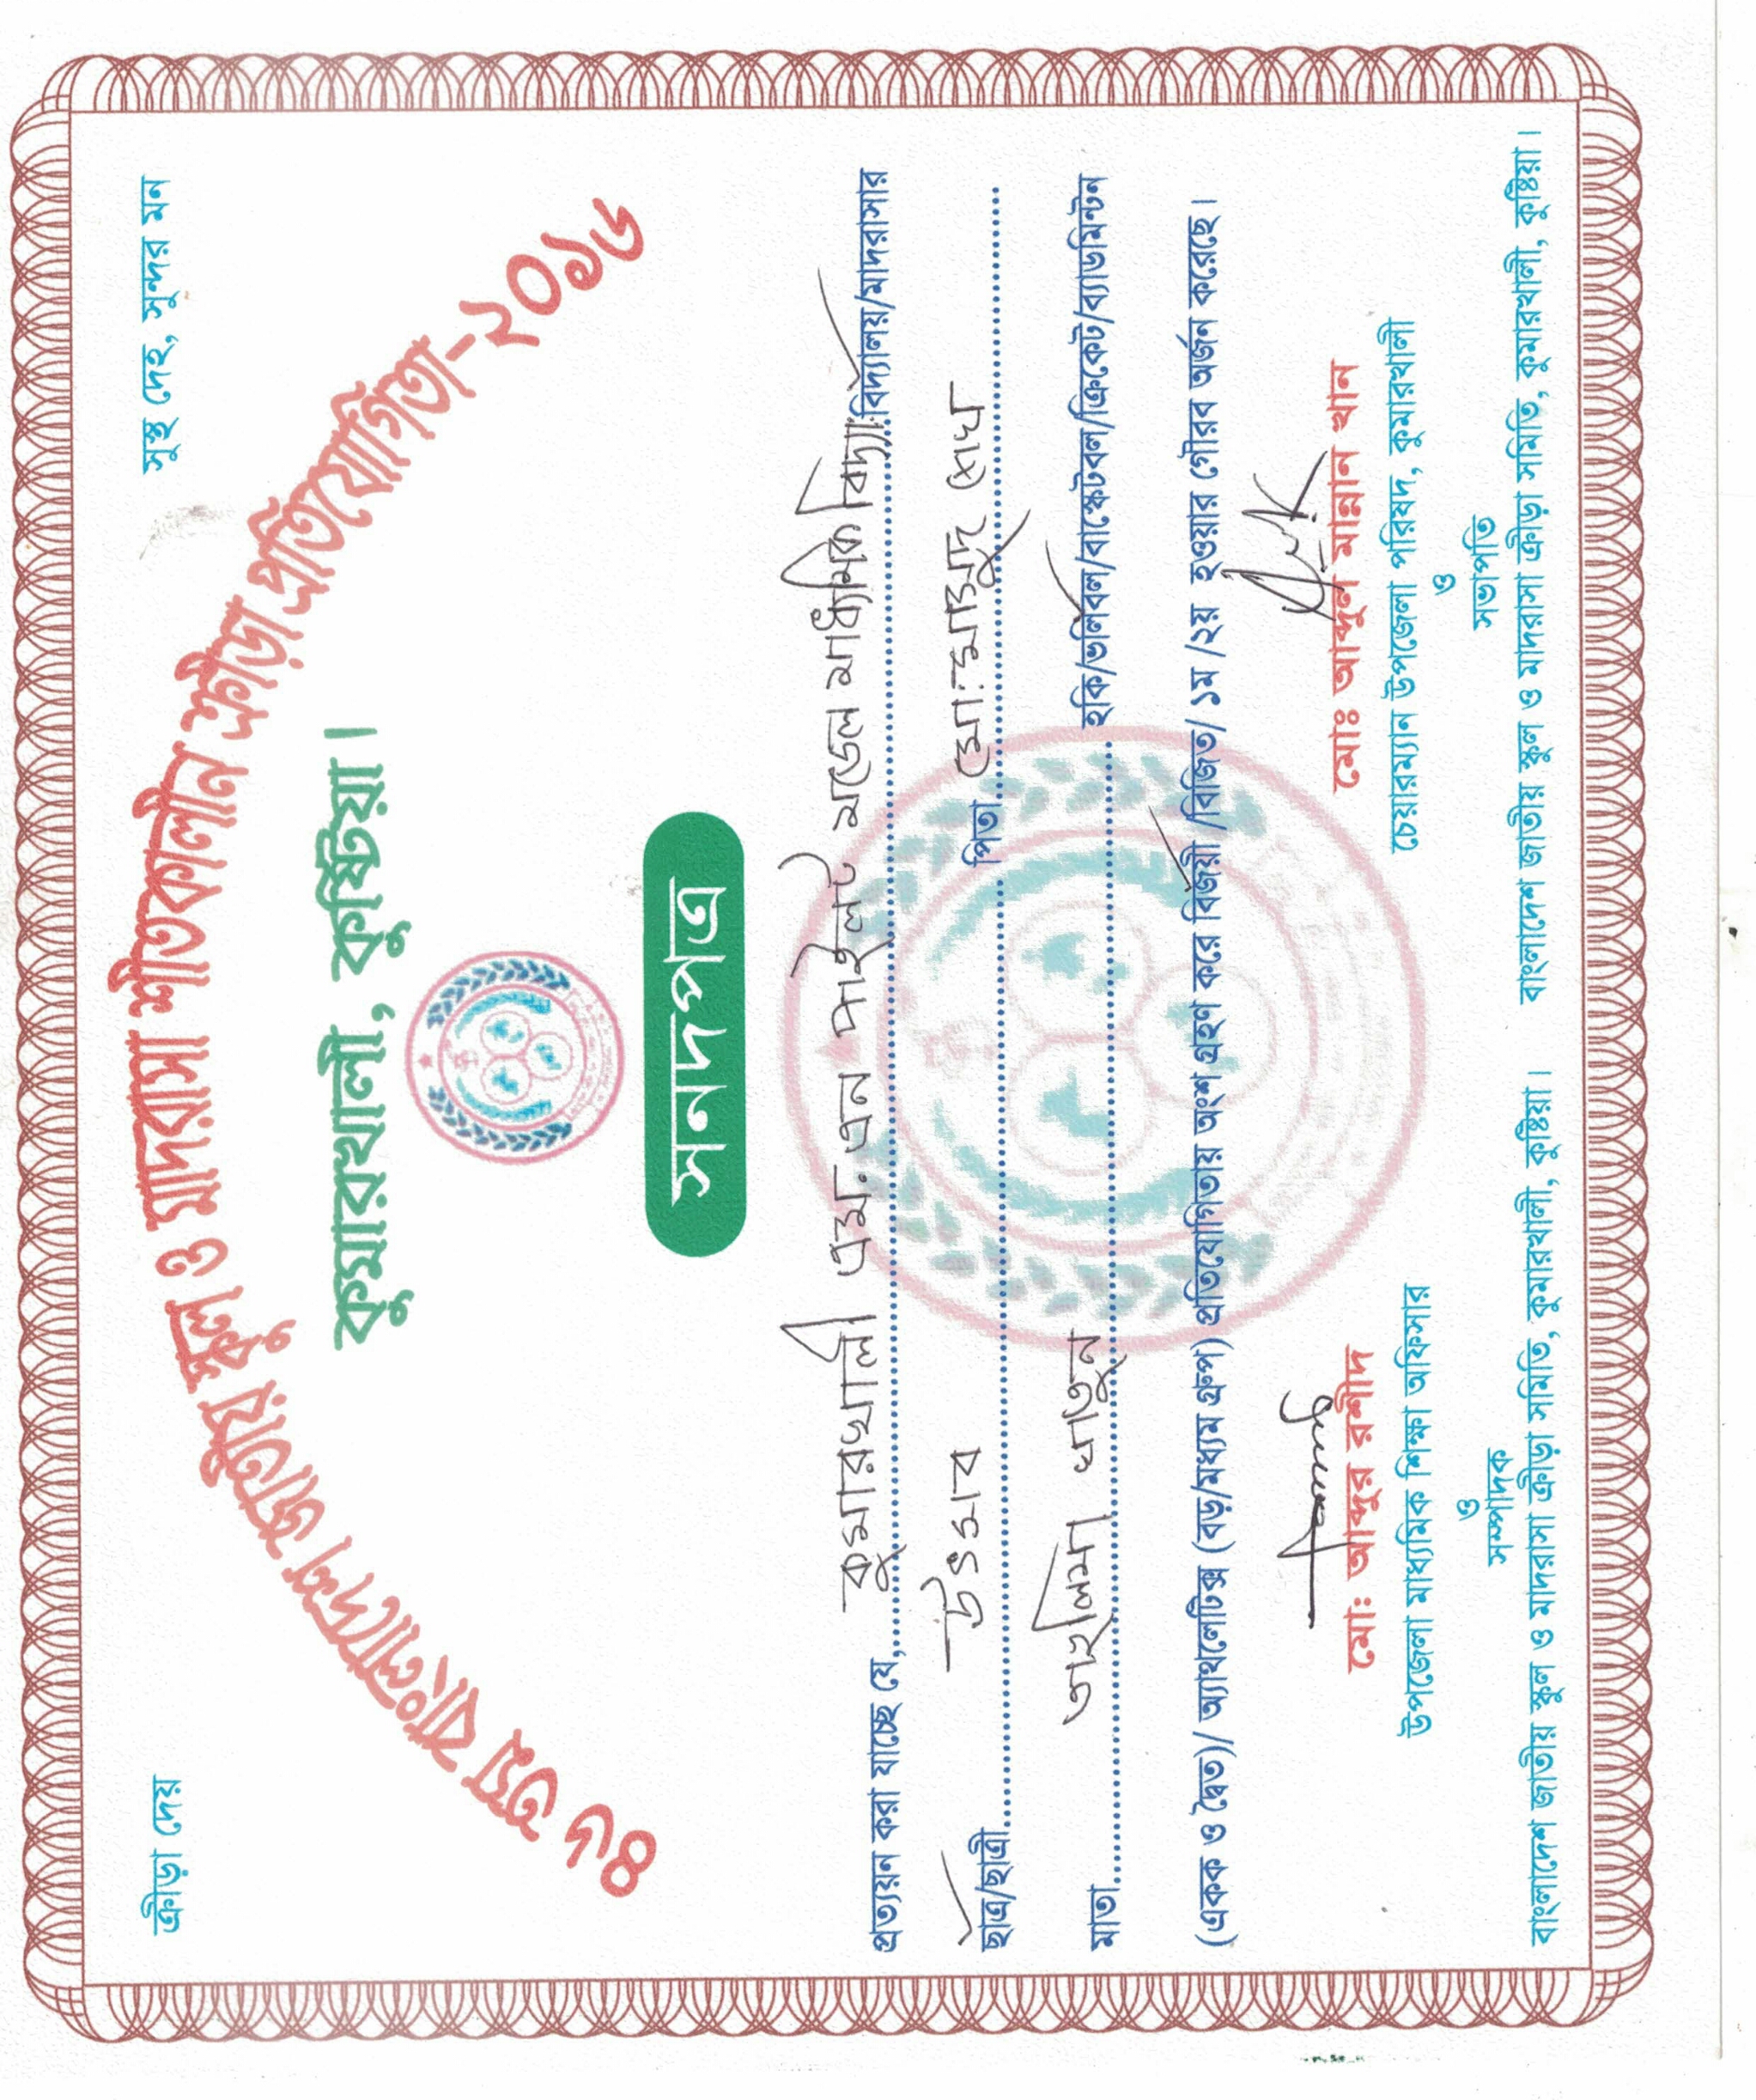 ক্রীড়া দেয়
সুস্থ দেহ, সুন্দর মন
৪৬ তম বাংলাদেশ জাতীয় স্কুল ও মাদরাসা শীতকালীন ক্রীড়া প্রতিযোগিতা-২০১৬
কুমারখালী, কুষ্টিয়া।
সনদপত্র
প্রত্যয়ন করা যাচ্ছে যে, কুমারখালী এম.এন পাইলট মডেল মাধ্যমিক বিদ্যাঃ বিদ্যালয়/মাদরাসার
ছাত্র/ছাত্রী উৎসব পিতা মো:মাসুদ শেখ
মাতা তাছলিমা খাতুন হকি/ভলিবল/বাস্কেটবল/ক্রিকেট/ব্যাডমিন্টন
(একক ও দ্বৈত)/ অ্যাথলেটিক্স (বড়/মধ্যম গ্রুপ) প্রতিযোগিতায় অংশ গ্রহণ করে বিজয়ী /বিজিত/ ১ম /২য় হওয়ার গৌরব অর্জন করেছে।
মো: আব্দুর রশীদ
উপজেলা মাধ্যমিক শিক্ষা অফিসার
ও
সম্পাদক
বাংলাদেশ জাতীয় স্কুল ও মাদরাসা ক্রীড়া সমিতি, কুমারখালী, কুষ্টিয়া।
মোঃ আব্দুল মান্নান খান
চেয়ারম্যান উপজেলা পরিষদ, কুমারখালী
ও
সভাপতি
বাংলাদেশ জাতীয় স্কুল ও মাদরাসা ক্রীড়া সমিতি, কুমারখালী, কুষ্টিয়া।